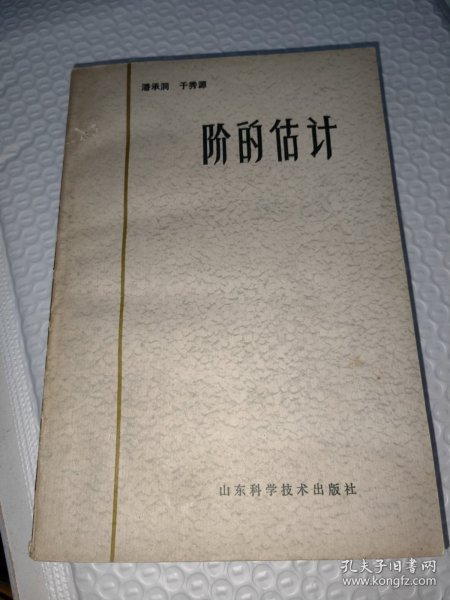 潘承洞 于秀源
阶的估计
山东科学技术出版社
孔夫子旧书网
www.kongfz.com